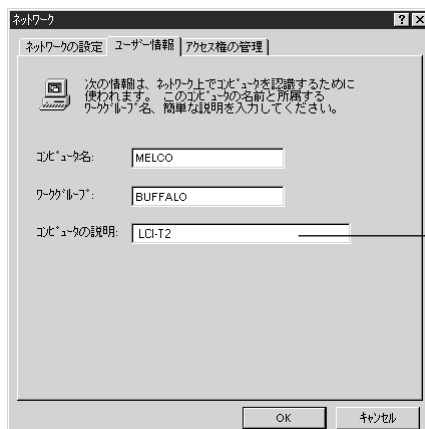 ネットワーク
ネットワークの設定 ユーザー情報 アクセス権の管理
次の情報は、ネットワーク上でコンピュータを認識するために
使われます。 このコンピュータの名前と所属する
ワークグループ名、簡単な説明を入力してください。
コンピュータ名: MELCO
ワークグループ: BUFFALO
コンピュータの説明: LCI-T2
OK キャンセル